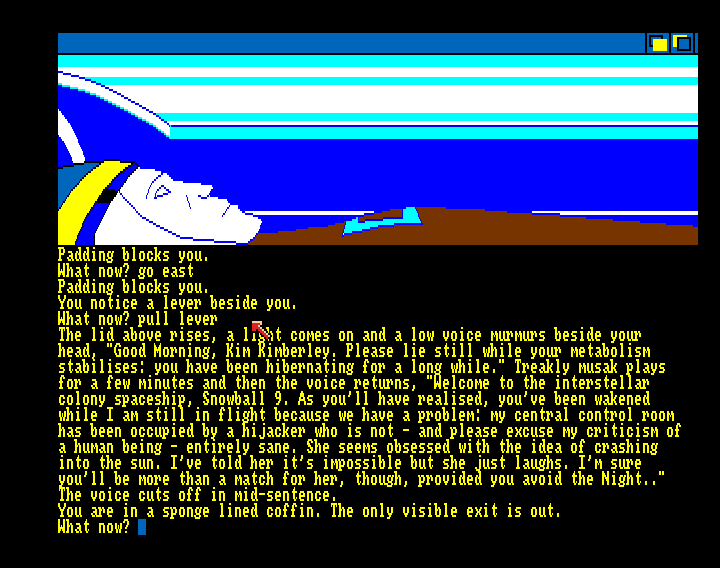 Padding blocks you.
What now? go east
Padding blocks you.
You notice a lever beside you.
What now? pull lever
The lid above rises, a light comes on and a low voice murmurs beside your
head, "Good Morning, Kim Kimberley. Please lie still while your metabolism
stabilises: you have been hibernating for a long while." Treakly musak plays
for a few minutes and then the voice returns, "Welcome to the interstellar
colony spaceship, Snowball 9. As you'll have realised, you've been wakened
while I am still in flight because we have a problem: my central control room
has been occupied by a hijacker who is not - and please excuse my criticism of
a human being - entirely sane. She seems obsessed with the idea of crashing
into the sun. I've told her it's impossible but she just laughs. I'm sure
you'll be more than a match for her, though, provided you avoid the Night.."
The voice cuts off in mid-sentence.
You are in a sponge lined coffin. The only visible exit is out.
What now?